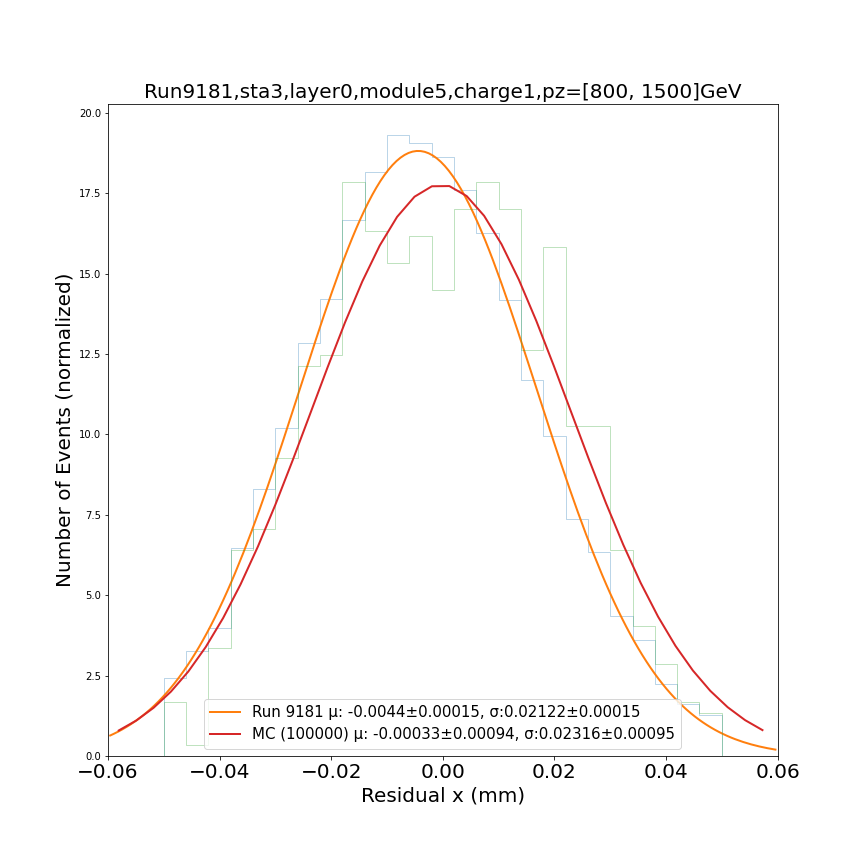 Run9181,sta3,layer0,module5,charge1,pz=[800, 1500]GeV
Number of Events (normalized)
20.0
17.5
15.0
12.5
10.0
7.5
5.0
2.5
0.0
Run 9181 μ: -0.0044±0.00015, σ:0.02122±0.00015
MC (100000) μ: -0.00033±0.00094, σ:0.02316±0.00095
−0.06 −0.04 −0.02 0.00 0.02 0.04 0.06
Residual x (mm)